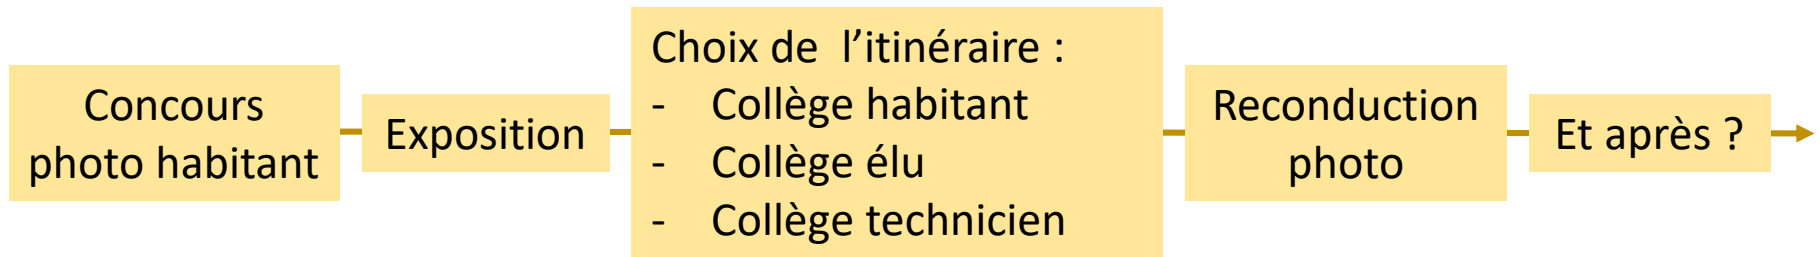 Concours
photo habitant
Exposition
Choix de  l’itinéraire :
- Collège habitant
- Collège élu
- Collège technicien
Reconduction
photo
Et après ?